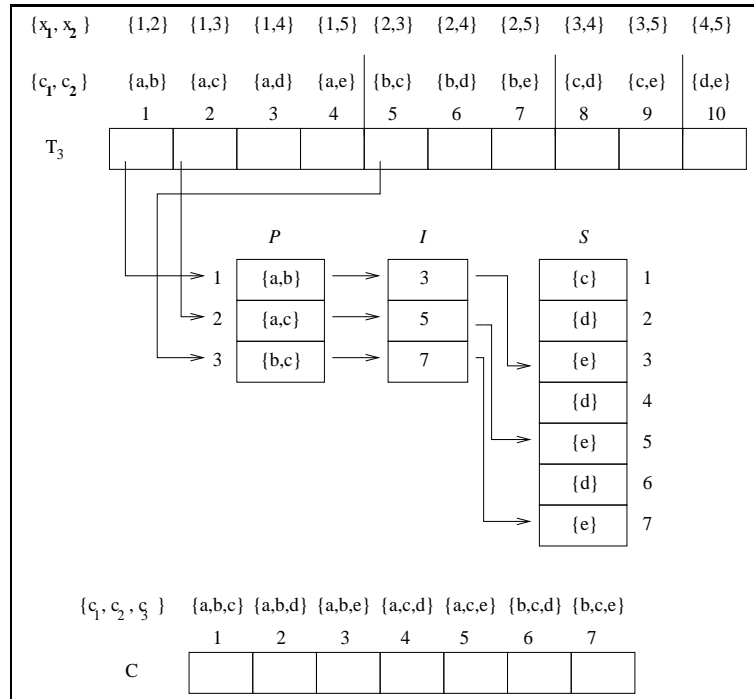 {x1, x2 } {1,2} {1,3} {1,4} {1,5} {2,3} {2,4} {2,5} {3,4} {3,5} {4,5}
{c1, c2 } {a,b} {a,c} {a,d} {a,e} {b,c} {b,d} {b,e} {c,d} {c,e} {d,e}
1 2 3 4 5 6 7 8 9 10
T3
P I S
1 {a,b} 3 {c} 1
2 {a,c} 5 {d} 2
3 {b,c} 7 {e} 3
{d} 4
{e} 5
{d} 6
{e} 7
{c1, c2 , c3 } {a,b,c} {a,b,d} {a,b,e} {a,c,d} {a,c,e} {b,c,d} {b,c,e}
1 2 3 4 5 6 7
C